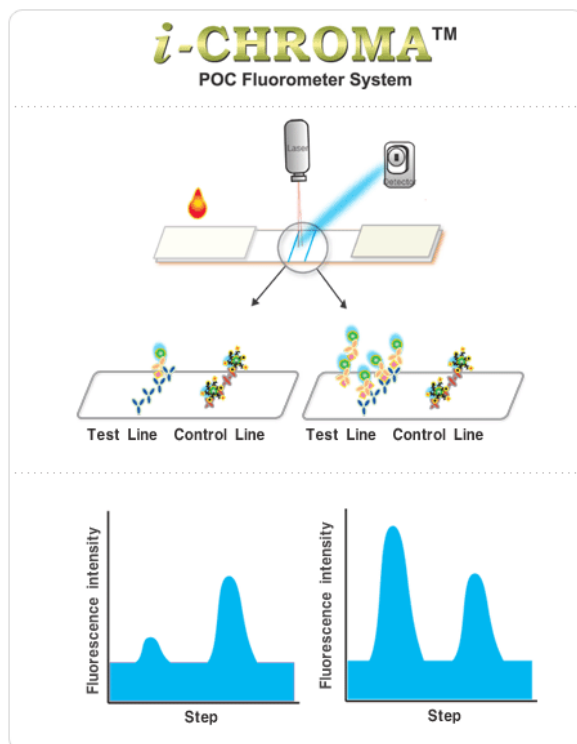 i-CHROMA™
POC Fluorometer System
Laser
Detector
Test Line Control Line
Test Line Control Line
Fluorescence intensity
Step
Fluorescence intensity
Step